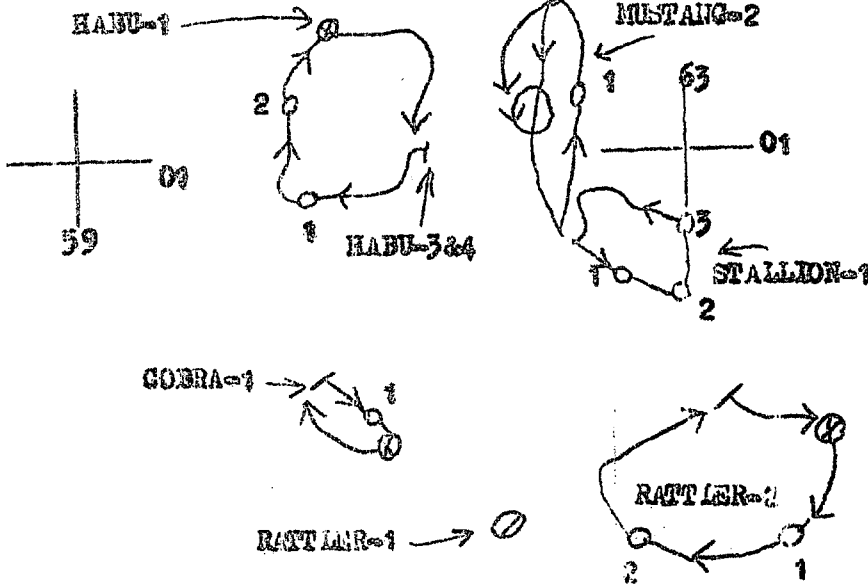 HABU-1
MUSTANG-2
2
1
63
01
01
59
1
HABU-3&4
3
1
STALLION-1
2
COBRA-1
1
RATTLER-2
RATTLER-1
2
1